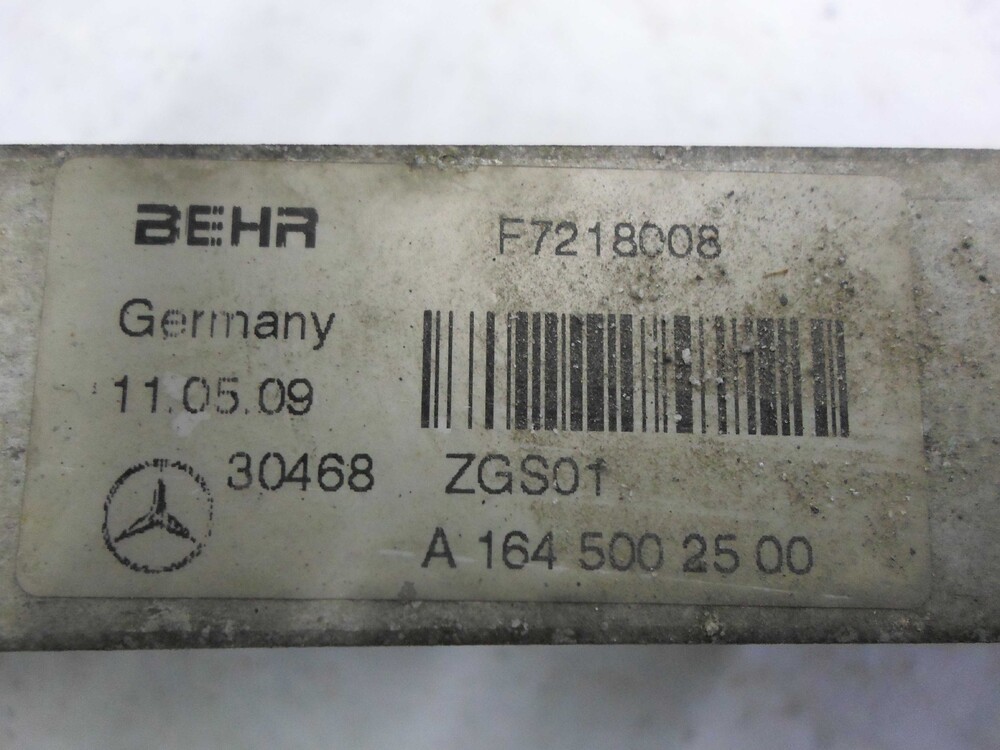 BEHR F7218008
Germany
11.05.09
30468 ZGS01
A 164 500 25 00